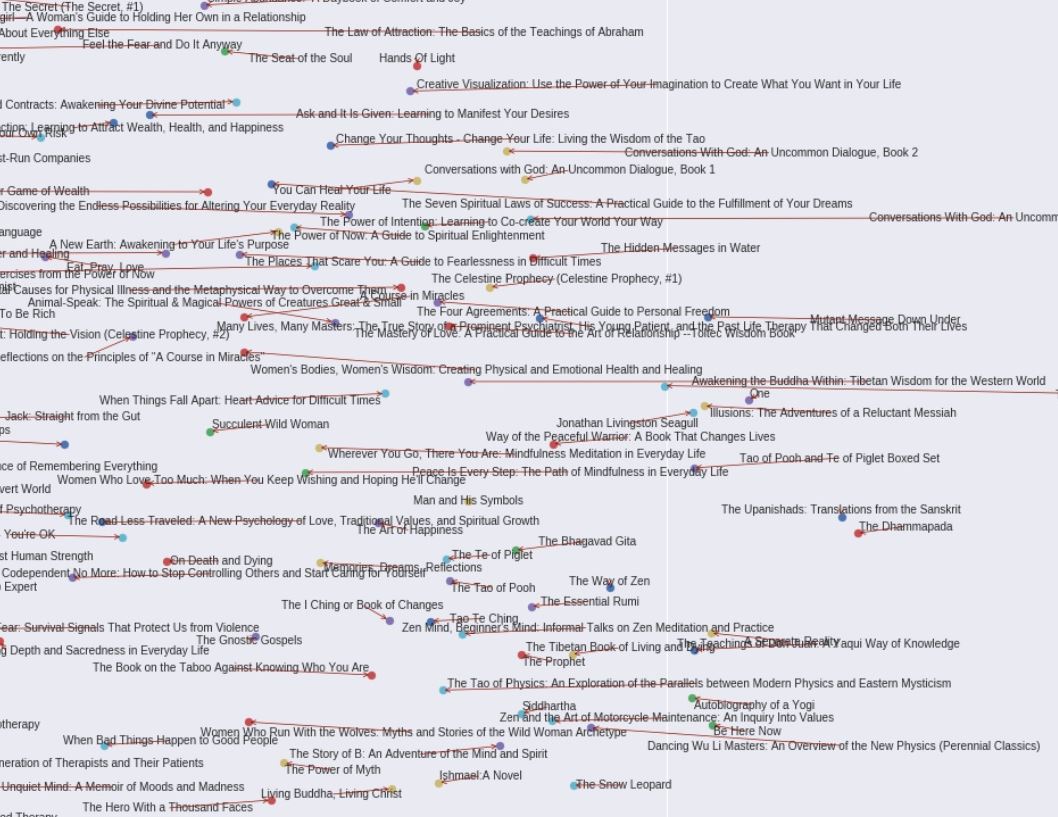 The Secret (The Secret, #1)
girl—A Woman's Guide to Holding Her Own in a Relationship
About Everything Else
The Law of Attraction: The Basics of the Teachings of Abraham
Feel the Fear and Do It Anyway
ently
The Seat of the Soul
Hands Of Light
Creative Visualization: Use the Power of Your Imagination to Create What You Want in Your Life
d Contracts: Awakening Your Divine Potential
Ask and It Is Given: Learning to Manifest Your Desires
ction: Learning to Attract Wealth, Health, and Happiness
our Own Risk
Change Your Thoughts - Change Your Life: Living the Wisdom of the Tao
Conversations With God: An Uncommon Dialogue, Book 2
st-Run Companies
Conversations with God: An Uncommon Dialogue, Book 1
r Game of Wealth
You Can Heal Your Life
The Seven Spiritual Laws of Success: A Practical Guide to the Fulfillment of Your Dreams
Discovering the Endless Possibilities for Altering Your Everyday Reality
Conversations With God: An Uncomm
The Power of Intention: Learning to Co-create Your World Your Way
anguage
The Power of Now: A Guide to Spiritual Enlightenment
A New Earth: Awakening to Your Life's Purpose
The Hidden Messages in Water
er and Healing
The Places That Scare You: A Guide to Fearlessness in Difficult Times
Eat, Pray, Love
ercises from the Power of Now
The Celestine Prophecy (Celestine Prophecy, #1)
tal Causes for Physical Illness and the Metaphysical Way to Overcome Them
A Course in Miracles
Animal-Speak: The Spiritual & Magical Powers of Creatures Great & Small
The Four Agreements: A Practical Guide to Personal Freedom
To Be Rich
Mutant Message Down Under
Many Lives, Many Masters: The True Story of a Prominent Psychiatrist, His Young Patient, and the Past Life Therapy That Changed Both Their Lives
The Mastery of Love: A Practical Guide to the Art of Relationship --Toltec Wisdom Book
t: Holding the Vision (Celestine Prophecy, #2)
eflections on the Principles of "A Course in Miracles"
Women's Bodies, Women's Wisdom: Creating Physical and Emotional Health and Healing
Awakening the Buddha Within: Tibetan Wisdom for the Western World
One
When Things Fall Apart: Heart Advice for Difficult Times
Illusions: The Adventures of a Reluctant Messiah
Jack: Straight from the Gut
Succulent Wild Woman
Jonathan Livingston Seagull
ps
Way of the Peaceful Warrior: A Book That Changes Lives
Wherever You Go, There You Are: Mindfulness Meditation in Everyday Life
Tao of Pooh and Te of Piglet Boxed Set
ce of Remembering Everything
Peace Is Every Step: The Path of Mindfulness in Everyday Life
Women Who Love Too Much: When You Keep Wishing and Hoping He'll Change
vert World
Man and His Symbols
f Psychotherapy
The Upanishads: Translations from the Sanskrit
The Road Less Traveled: A New Psychology of Love, Traditional Values, and Spiritual Growth
The Art of Happiness
The Dhammapada
You're OK
The Bhagavad Gita
st Human Strength
The Te of Piglet
On Death and Dying
Memories, Dreams, Reflections
Codependent No More: How to Stop Controlling Others and Start Caring for Yourself
The Way of Zen
Expert
The Tao of Pooh
The Essential Rumi
The I Ching or Book of Changes
Tao Te Ching
ear: Survival Signals That Protect Us from Violence
Zen Mind, Beginner's Mind: Informal Talks on Zen Meditation and Practice
The Gnostic Gospels
A Separate Reality
The Teachings of Don Juan: A Yaqui Way of Knowledge
g Depth and Sacredness in Everyday Life
The Tibetan Book of Living and Dying
The Prophet
The Book on the Taboo Against Knowing Who You Are
The Tao of Physics: An Exploration of the Parallels between Modern Physics and Eastern Mysticism
Siddhartha
Autobiography of a Yogi
Zen and the Art of Motorcycle Maintenance: An Inquiry Into Values
otherapy
Women Who Run With the Wolves: Myths and Stories of the Wild Woman Archetype
Be Here Now
When Bad Things Happen to Good People
Dancing Wu Li Masters: An Overview of the New Physics (Perennial Classics)
The Story of B: An Adventure of the Mind and Spirit
neration of Therapists and Their Patients
The Power of Myth
Ishmael: A Novel
Unquiet Mind: A Memoir of Moods and Madness
The Snow Leopard
Living Buddha, Living Christ
The Hero With a Thousand Faces